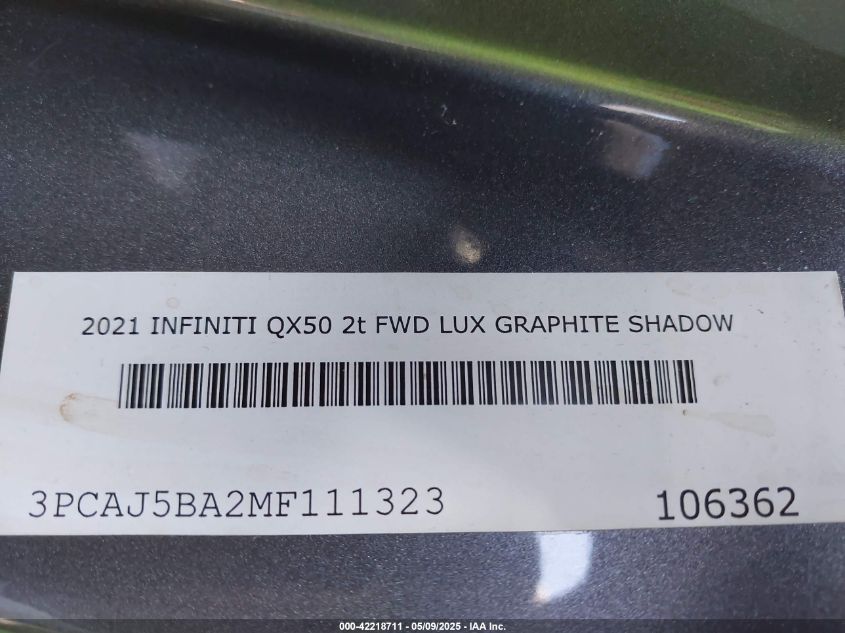 2021 INFINITI QX50 2t FWD LUX GRAPHITE SHADOW
3PCAJ5BA2MF111323 106362
000-42218711 - 05/09/2025 - IAA Inc.